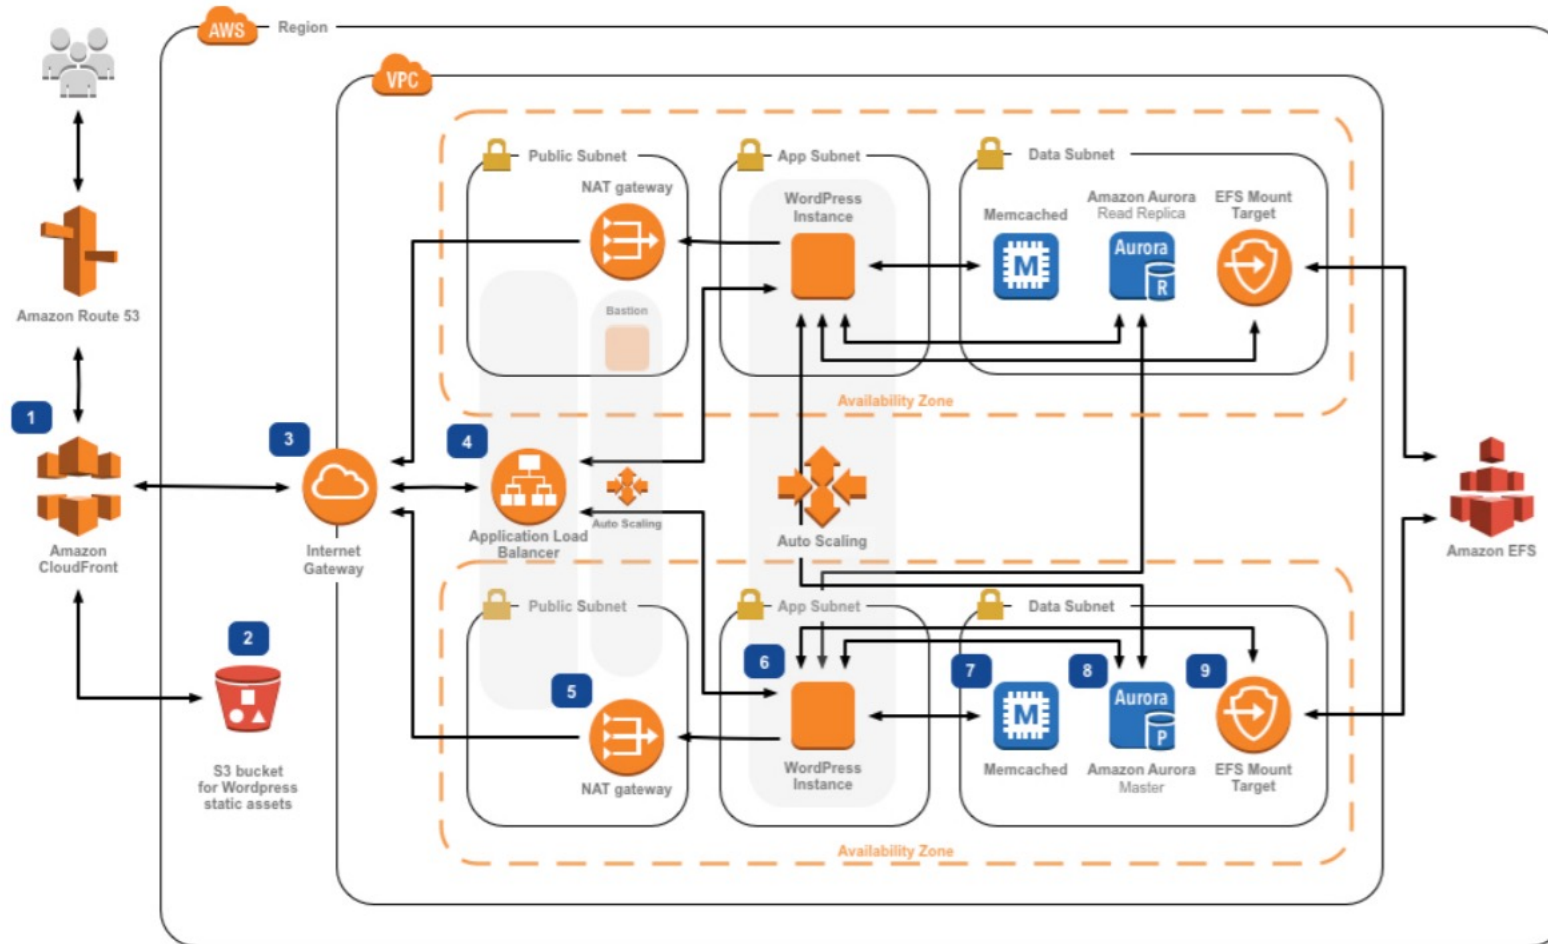 AWS
Region
VPC
Public Subnet
App Subnet
Data Subnet
NAT gateway
WordPress
Instance
Memcached
Amazon Aurora
Read Replica
EFS Mount
Target
M
Aurora
R
Bastion
Amazon Route 53
Availability Zone
1
3
4
Amazon
CloudFront
Internet
Gateway
Application Load
Balancer
Auto Scaling
Auto Scaling
Amazon EFS
Public Subnet
App Subnet
Data Subnet
2
5
6
7
8
9
M
Aurora
P
S3 bucket
for Wordpress
static assets
NAT gateway
WordPress
Instance
Memcached
Amazon Aurora
Master
EFS Mount
Target
Availability Zone